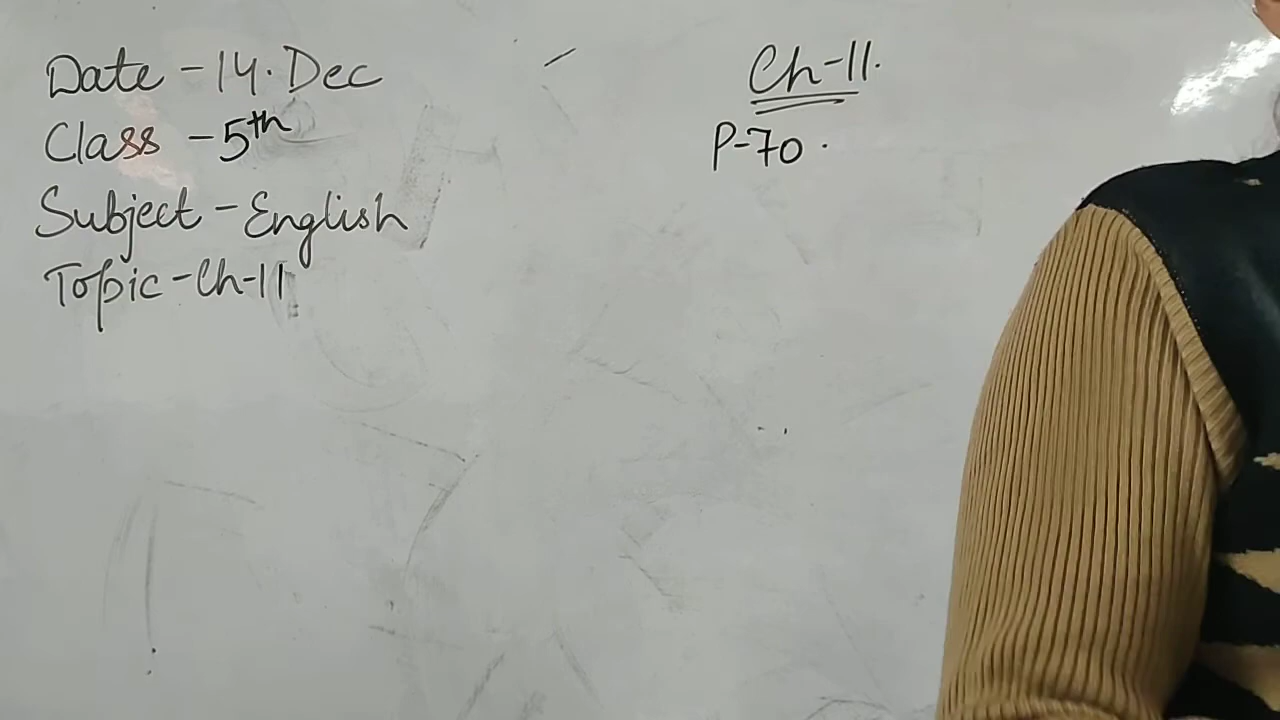 Date - 14. Dec
Class - 5th
Subject - English
Topic - Ch-11
Ch-11.
P-70.